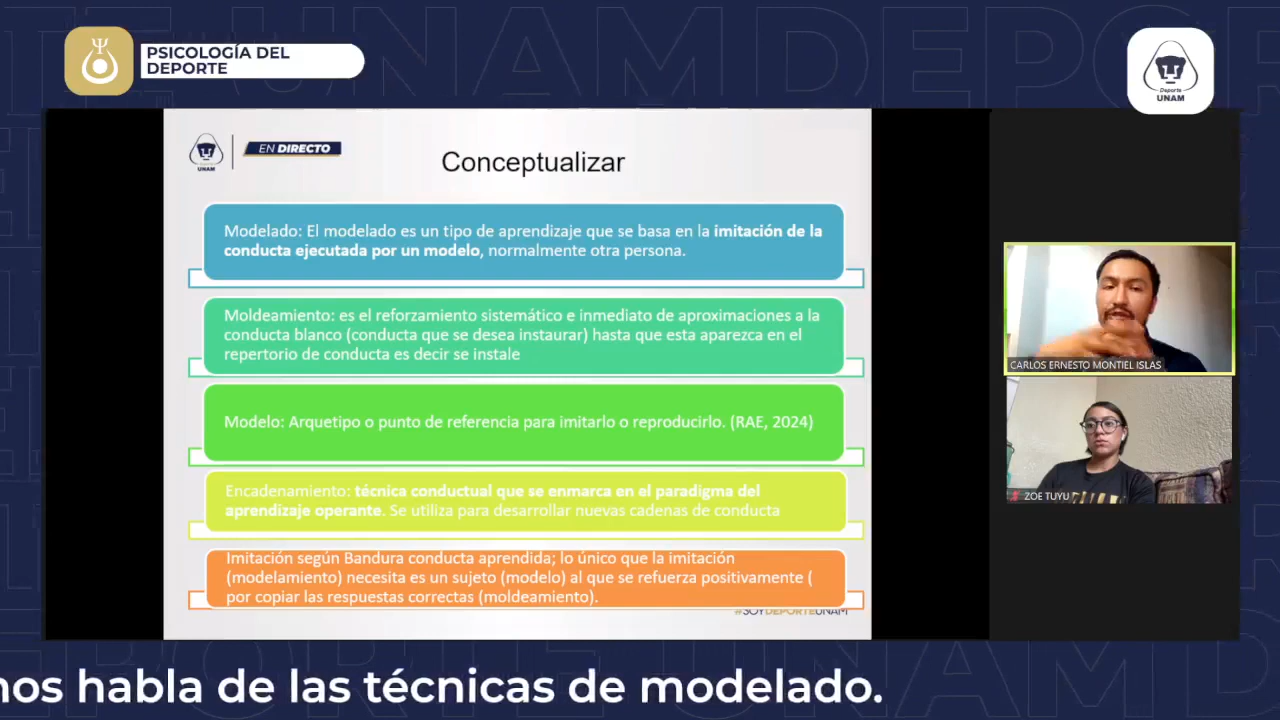 PSICOLOGÍA DEL
DEPORTE
Deporte
UNAM
UNAM
EN DIRECTO
Conceptualizar
Modelado: El modelado es un tipo de aprendizaje que se basa en la imitación de la
conducta ejecutada por un modelo, normalmente otra persona.
Moldeamiento: es el reforzamiento sistemático e inmediato de aproximaciones a la
conducta blanco (conducta que se desea instaurar) hasta que esta aparezca en el
repertorio de conducta es decir se instale
Modelo: Arquetipo o punto de referencia para imitarlo o reproducirlo. (RAE, 2024)
Encadenamiento: técnica conductual que se enmarca en el paradigma del
aprendizaje operante. Se utiliza para desarrollar nuevas cadenas de conducta
Imitación según Bandura conducta aprendida; lo único que la imitación
(modelamiento) necesita es un sujeto (modelo) al que se refuerza positivamente (
por copiar las respuestas correctas (moldeamiento).
#SOYDEPORTEUNAM
CARLOS ERNESTO MONTIEL ISLAS
ZOE TUYU
nos habla de las técnicas de modelado.